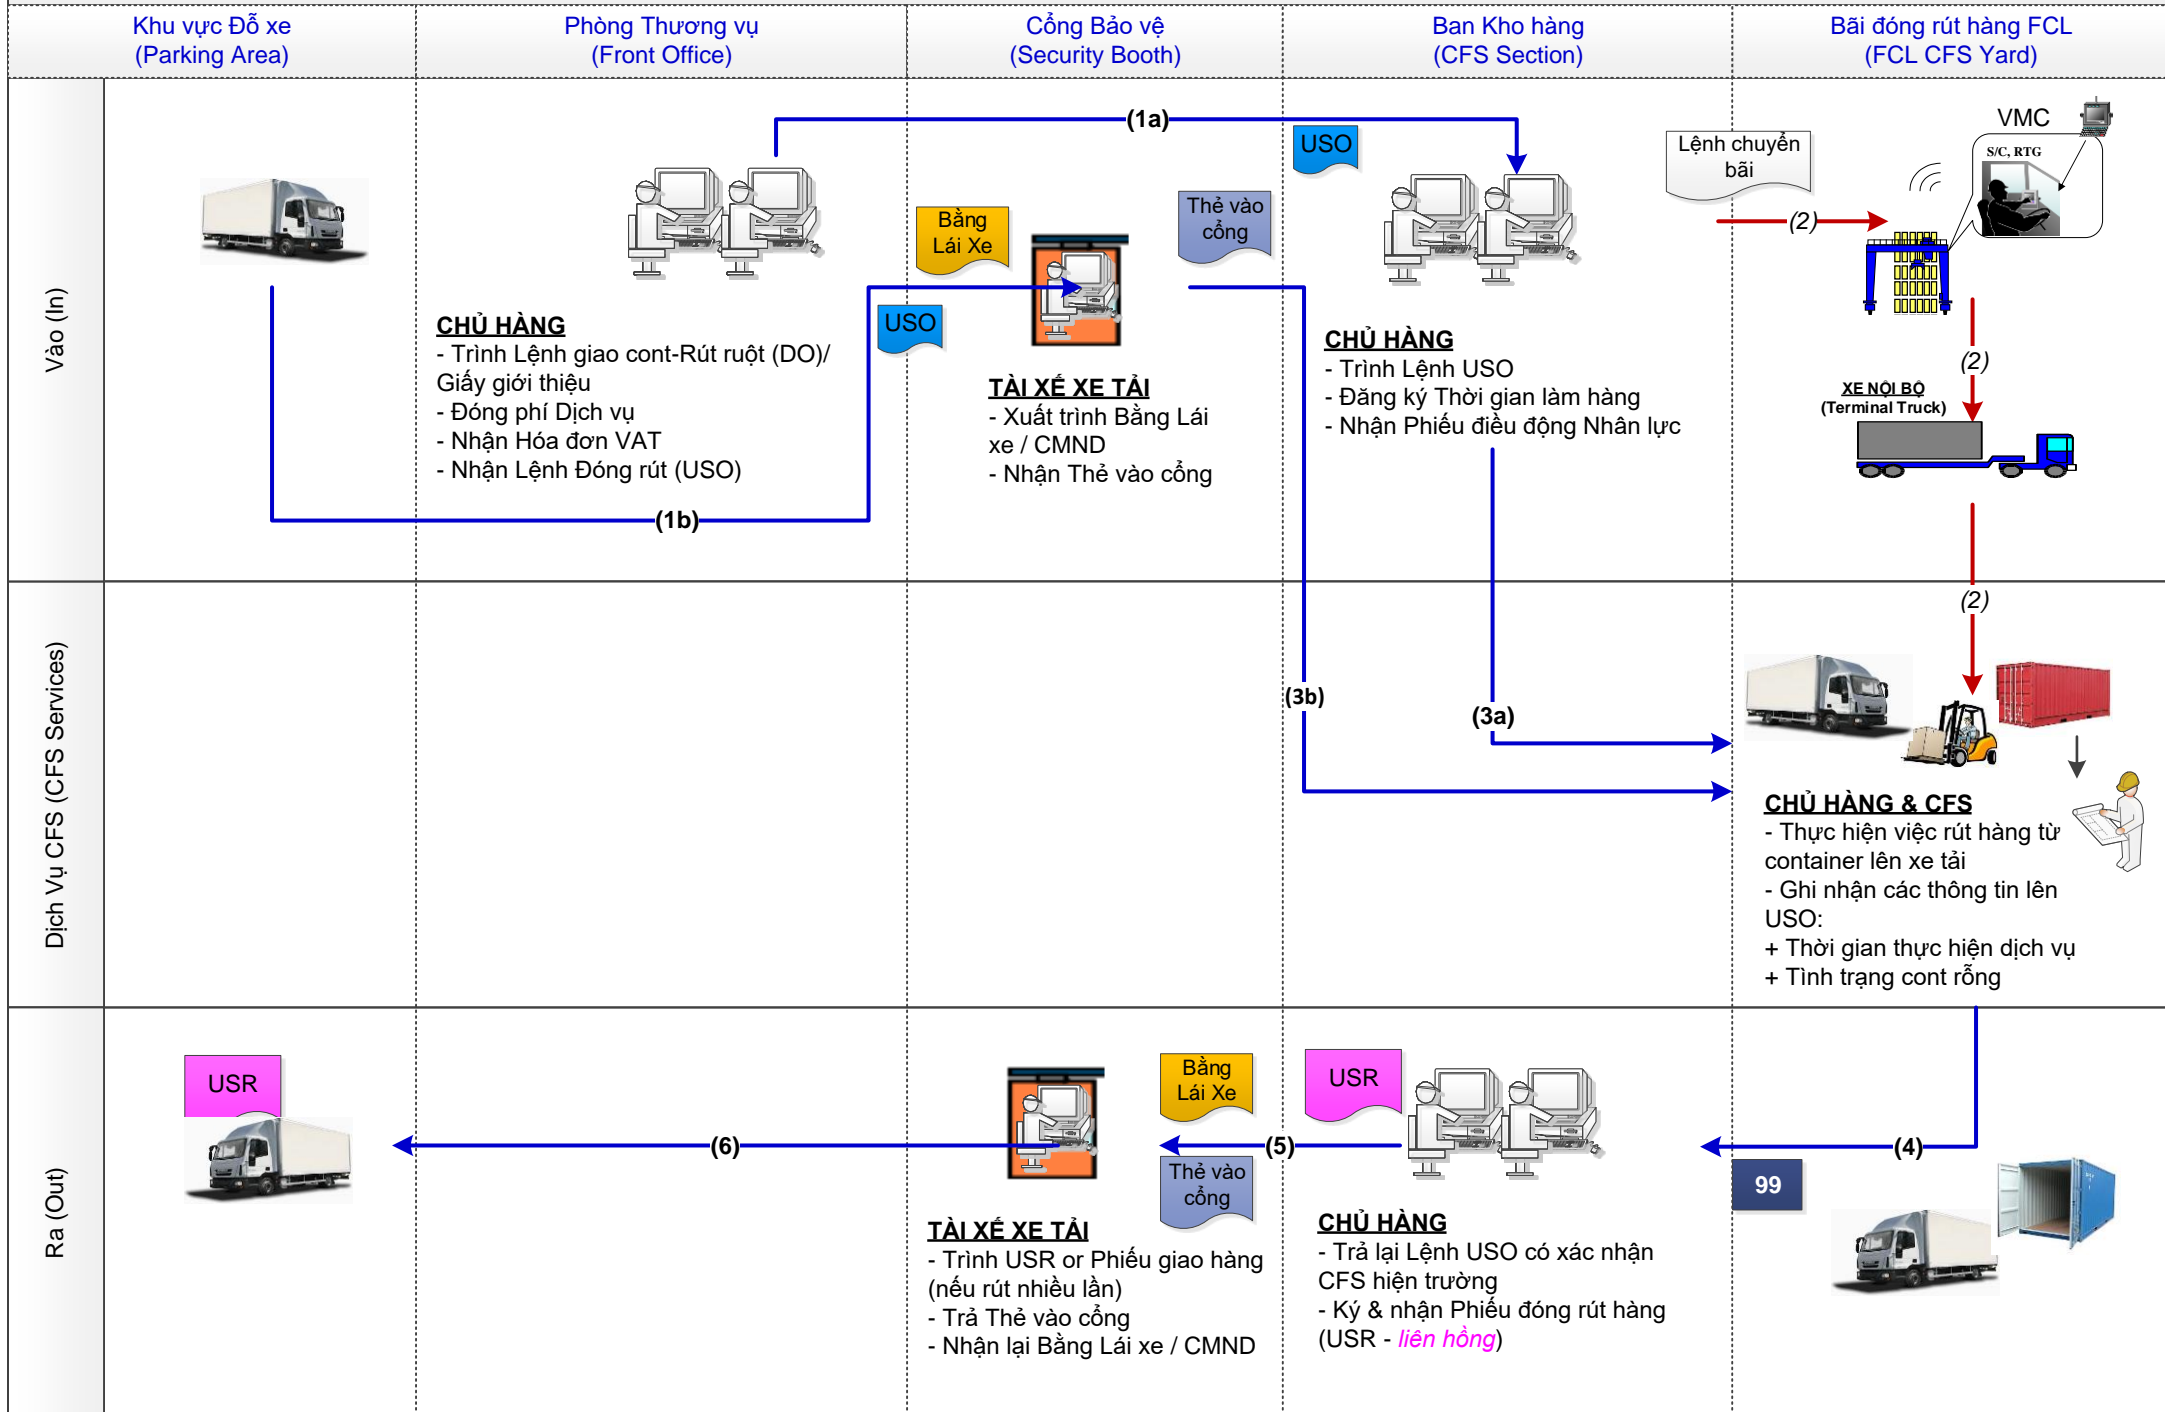 Khu vực Đỗ xe
(Parking Area)
Phòng Thương vụ
(Front Office)
Cổng Bảo vệ
(Security Booth)
Ban Kho hàng
(CFS Section)
Bãi đóng rút hàng FCL
(FCL CFS Yard)
Vào (In)
(1a)
USO
Lệnh chuyển
bãi
VMC
S/C, RTG
Bằng
Lái Xe
Thẻ vào
cổng
(2)
USO
CHỦ HÀNG
- Trình Lệnh giao cont-Rút ruột (DO)/
Giấy giới thiệu
- Đóng phí Dịch vụ
- Nhận Hóa đơn VAT
- Nhận Lệnh Đóng rút (USO)
(1b)
TÀI XẾ XE TẢI
- Xuất trình Bằng Lái
xe / CMND
- Nhận Thẻ vào cổng
CHỦ HÀNG
- Trình Lệnh USO
- Đăng ký Thời gian làm hàng
- Nhận Phiếu điều động Nhân lực
(2)
XE NỘI BỘ
(Terminal Truck)
Dịch Vụ CFS (CFS Services)
(2)
(3b)
(3a)
CHỦ HÀNG & CFS
- Thực hiện việc rút hàng từ
container lên xe tải
- Ghi nhận các thông tin lên
USO:
+ Thời gian thực hiện dịch vụ
+ Tình trạng cont rỗng
Ra (Out)
USR
(6)
Bằng
Lái Xe
(5)
Thẻ vào
cổng
USR
(4)
99
TÀI XẾ XE TẢI
- Trình USR or Phiếu giao hàng
(nếu rút nhiều lần)
- Trả Thẻ vào cổng
- Nhận lại Bằng Lái xe / CMND
CHỦ HÀNG
- Trả lại Lệnh USO có xác nhận
CFS hiện trường
- Ký & nhận Phiếu đóng rút hàng
(USR - liên hồng)